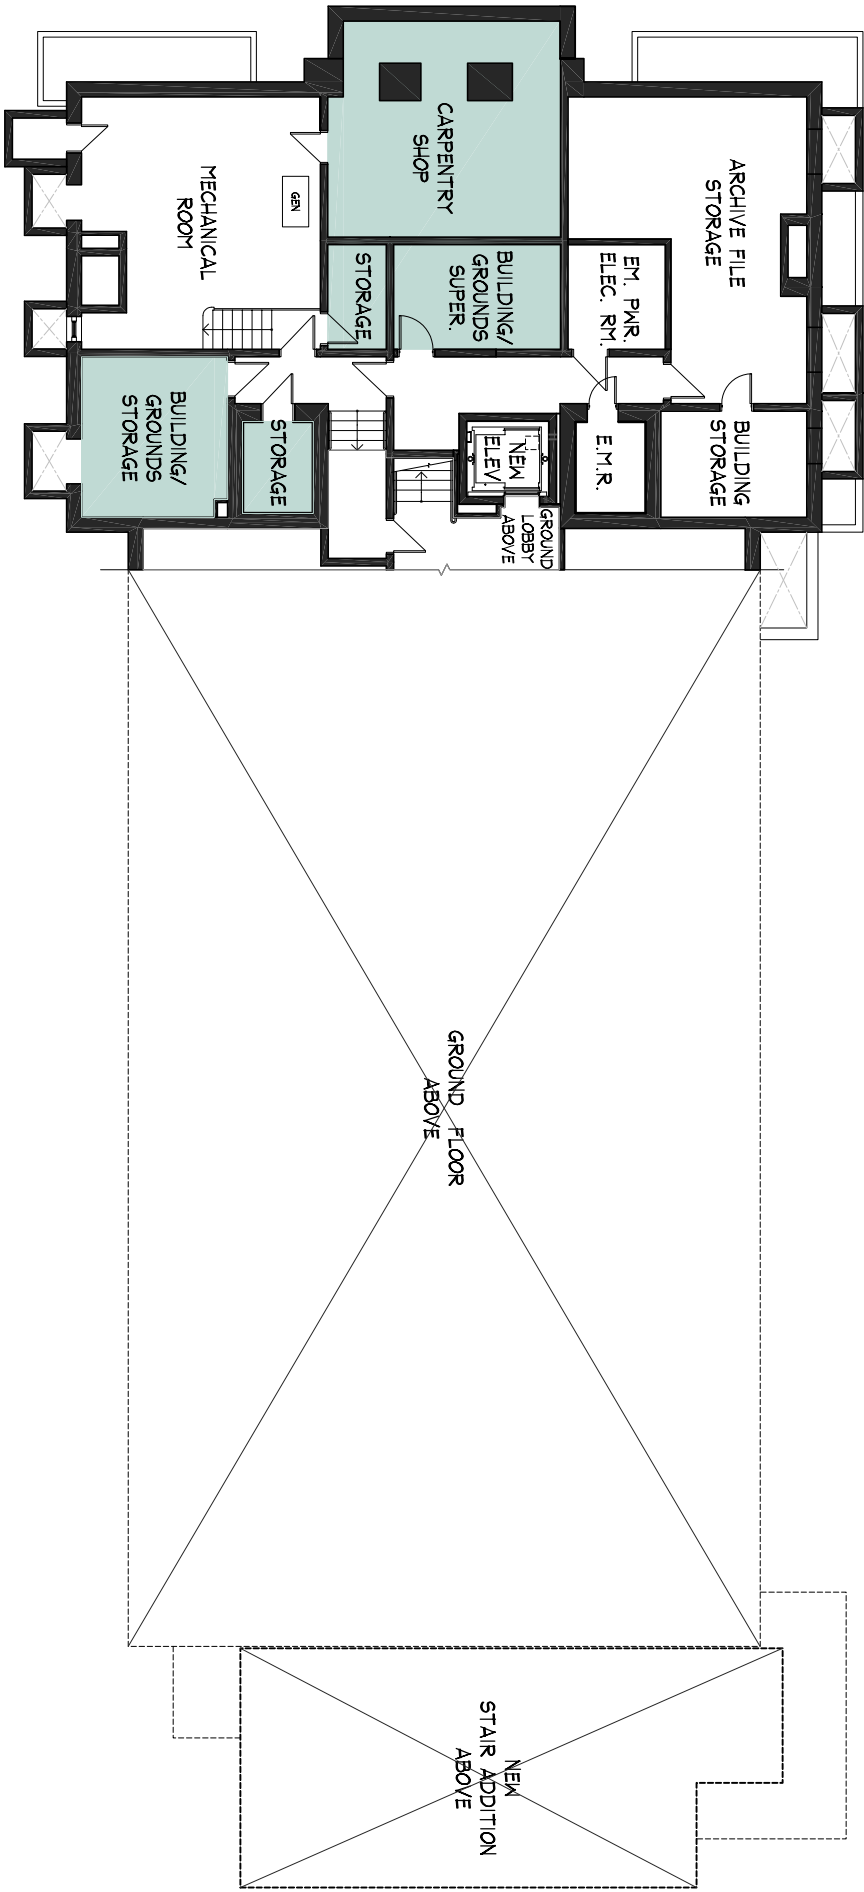 CARPENTRY
SHOP
ARCHIVE FILE
STORAGE
MECHANICAL
ROOM
GEN
STORAGE
BUILDING/
GROUNDS
SUPER.
EM. PWR.
ELEC. RM.
BUILDING/
GROUNDS
STORAGE
STORAGE
NEW
ELEV.
E.M.R.
BUILDING
STORAGE
GROUND
LOBBY
ABOVE
GROUND FLOOR
ABOVE
NEW
STAIR ADDITION
ABOVE